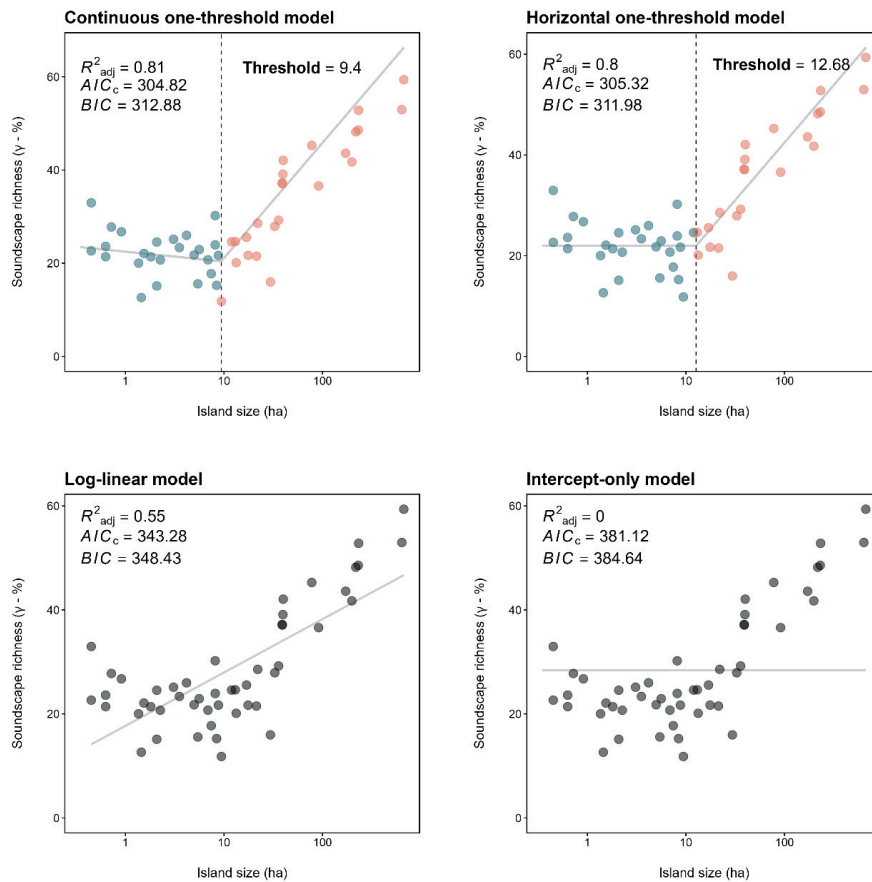 Continuous one-threshold model
R²adj = 0.81
AICc = 304.82
BIC = 312.88
Threshold = 9.4
60
40
20
0
Soundscape richness (γ - %)
1 10 100
Island size (ha)
Horizontal one-threshold model
R²adj = 0.8
AICc = 305.32
BIC = 311.98
Threshold = 12.68
60
40
20
0
Soundscape richness (γ - %)
1 10 100
Island size (ha)
Log-linear model
R²adj = 0.55
AICc = 343.28
BIC = 348.43
60
40
20
0
Soundscape richness (γ - %)
1 10 100
Island size (ha)
Intercept-only model
R²adj = 0
AICc = 381.12
BIC = 384.64
60
40
20
0
Soundscape richness (γ - %)
1 10 100
Island size (ha)